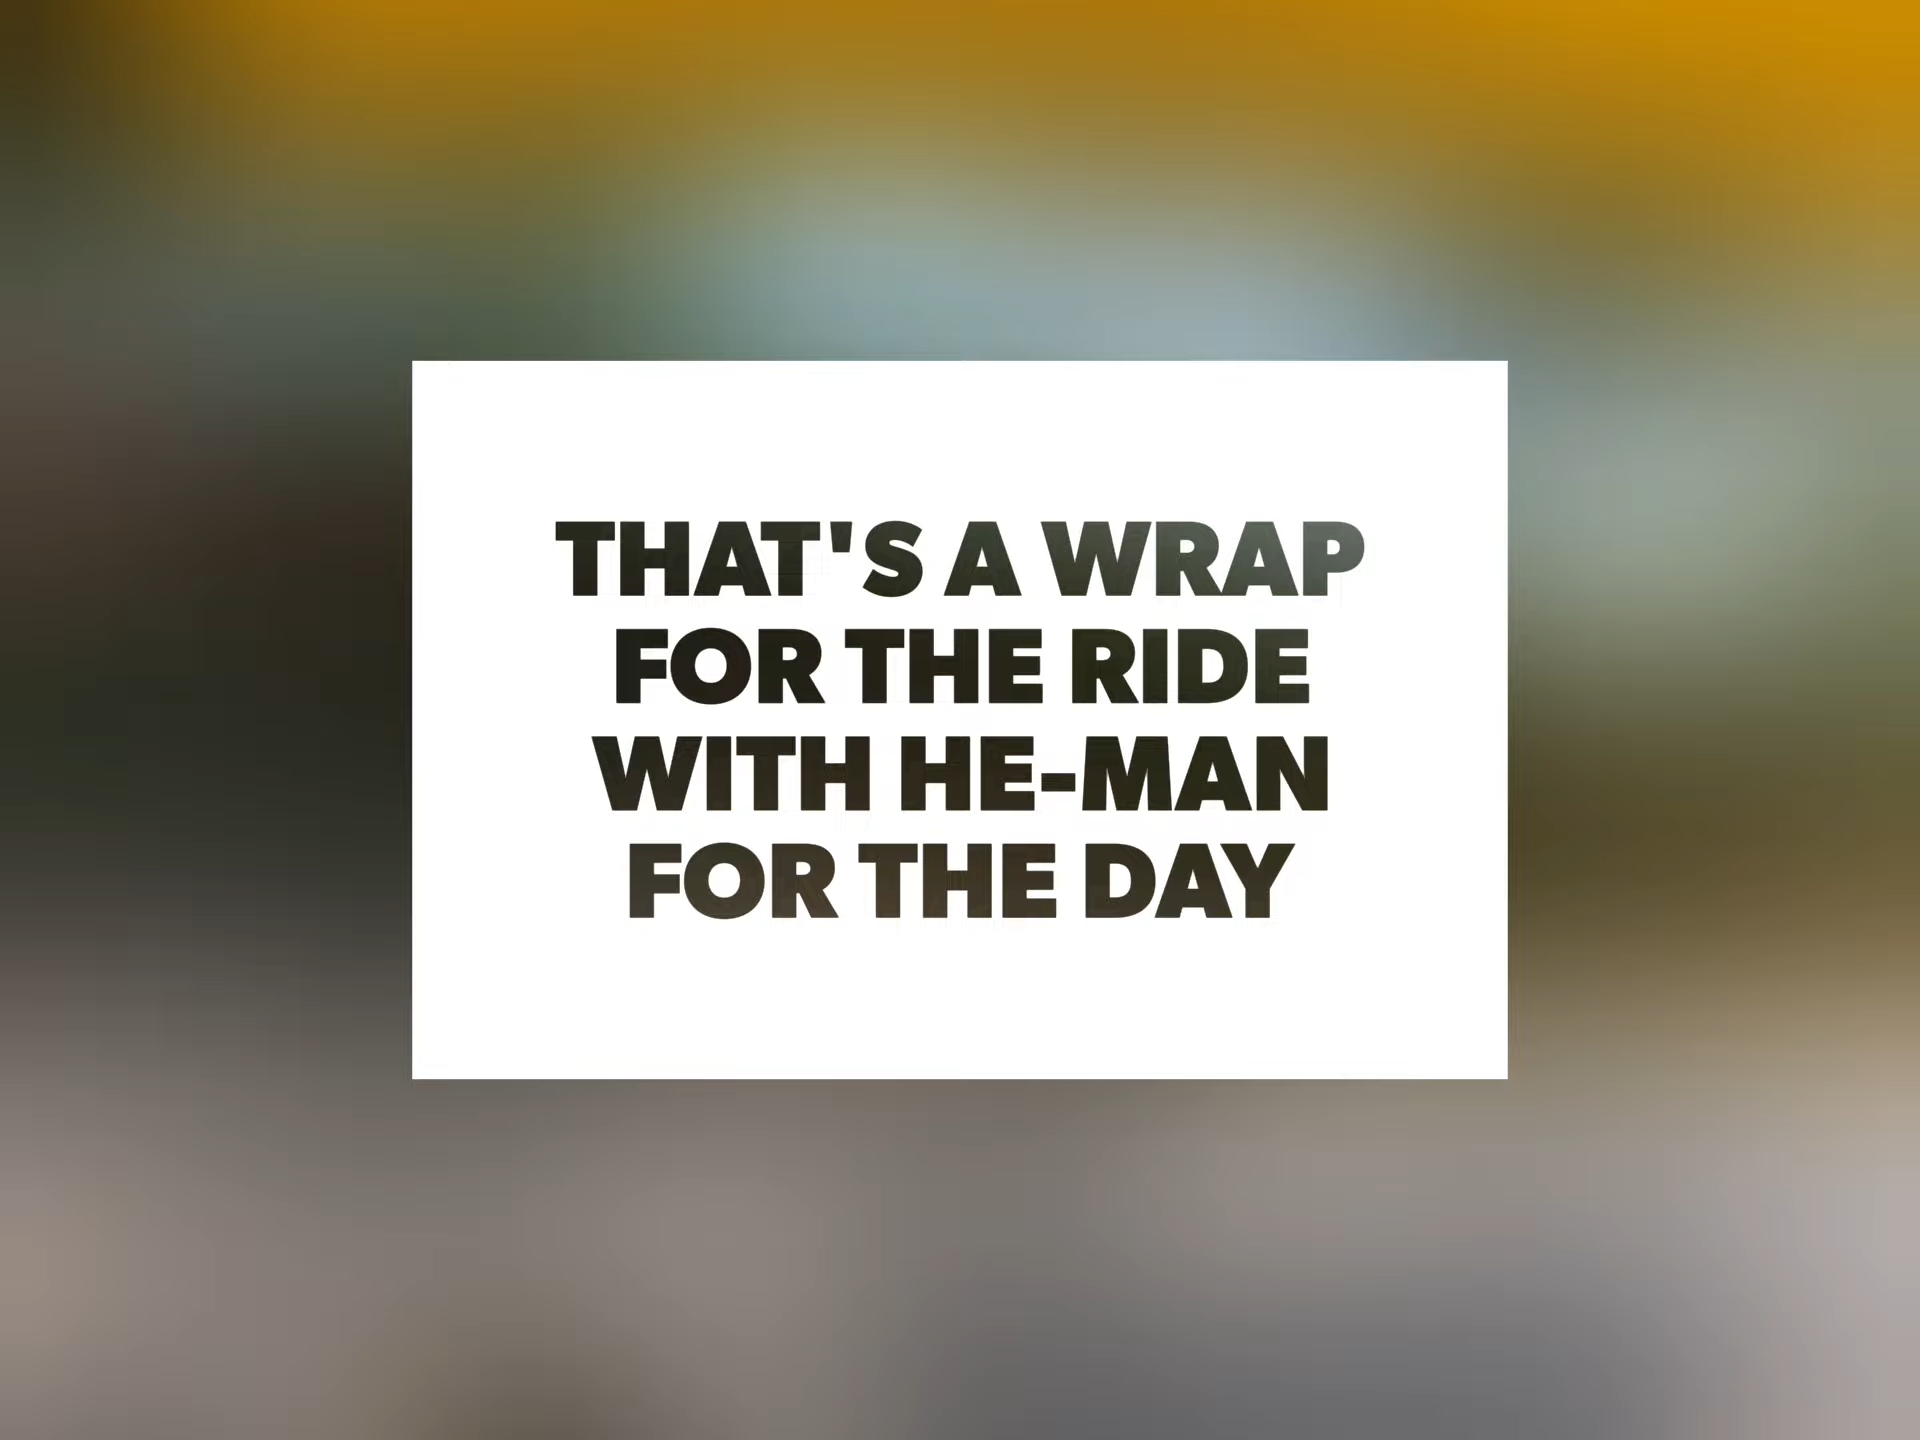 THAT'S A WRAP
FOR THE RIDE
WITH HE-MAN
FOR THE DAY